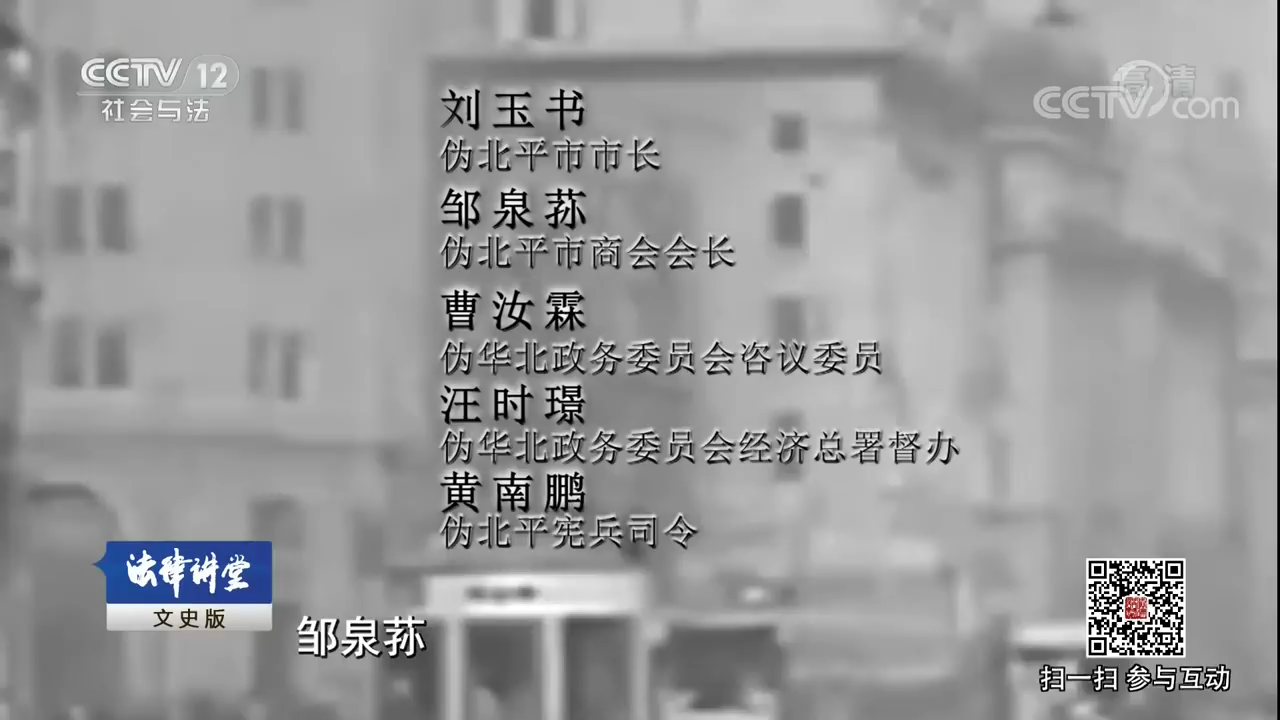 CCTV 12
社会与法
高清
CCTV.com
刘玉书
伪北平市市长
邹泉荪
伪北平市商会会长
曹汝霖
伪华北政务委员会咨议委员
汪时璟
伪华北政务委员会经济总署督办
黄南鹏
伪北平宪兵司令
法律讲堂
文史版
邹泉荪
扫一扫 参与互动